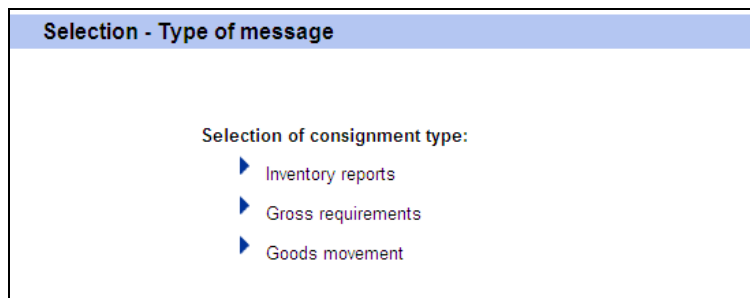 Selection - Type of message
Selection of consignment type:
Inventory reports
Gross requirements
Goods movement